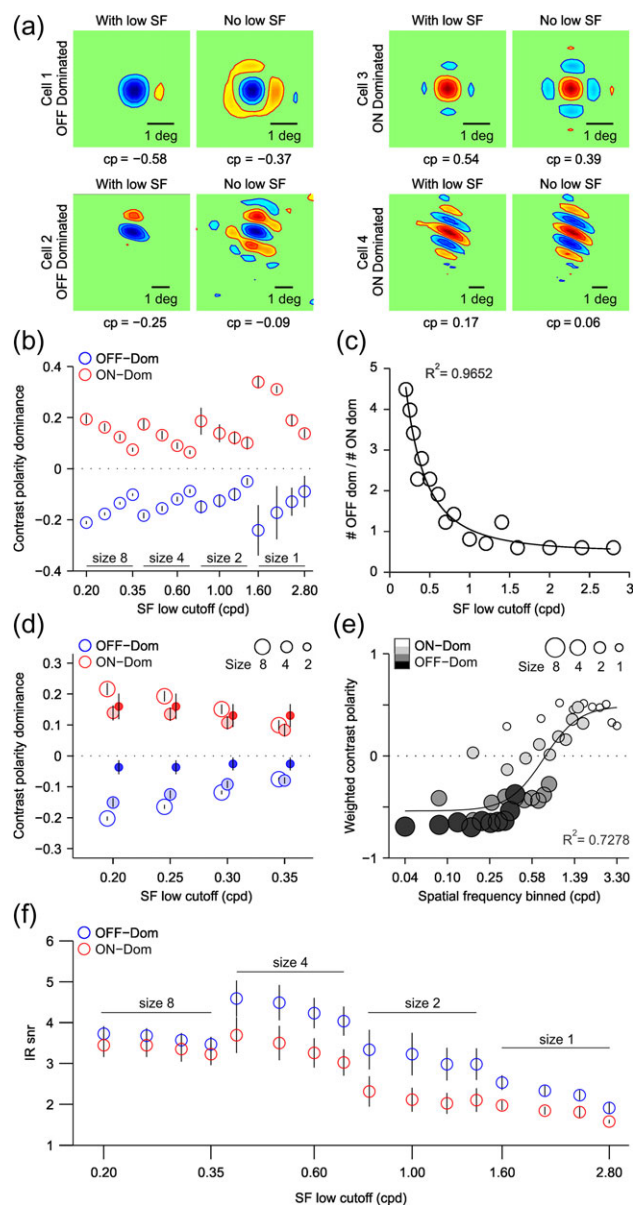 (a)
With low SF
No low SF
With low SF
No low SF
Cell 1
OFF Dominated
1 deg
1 deg
Cell 3
ON Dominated
1 deg
1 deg
cp = −0.58
cp = −0.37
cp = 0.54
cp = 0.39
With low SF
No low SF
With low SF
No low SF
Cell 2
OFF Dominated
1 deg
1 deg
Cell 4
ON Dominated
1 deg
1 deg
cp = −0.25
cp = −0.09
cp = 0.17
cp = 0.06
(b)
OFF−Dom
ON−Dom
Contrast polarity dominance
0.4
0.2
0
−0.2
−0.4
size 8
size 4
size 2
size 1
0.20
0.35
0.60
1.00
1.60
2.80
SF low cutoff (cpd)
(c)
R²= 0.9652
# OFF dom / # ON dom
5
4
3
2
1
0
0
0.5
1
1.5
2
2.5
3
SF low cutoff (cpd)
(d)
OFF-Dom
ON-Dom
Size
8
4
2
Contrast polarity dominance
0.3
0.2
0.1
0
−0.1
−0.2
−0.3
0.20
0.25
0.30
0.35
SF low cutoff (cpd)
(e)
ON-Dom
OFF-Dom
Size
8
4
2
1
Weighted contrast polarity
1
0
−1
R²= 0.7278
0.04
0.10
0.25
0.58
1.39
3.30
Spatial frequency binned (cpd)
(f)
OFF-Dom
ON-Dom
IR snr
6
5
4
3
2
1
size 8
size 4
size 2
size 1
0.20
0.35
0.60
1.00
1.60
2.80
SF low cutoff (cpd)